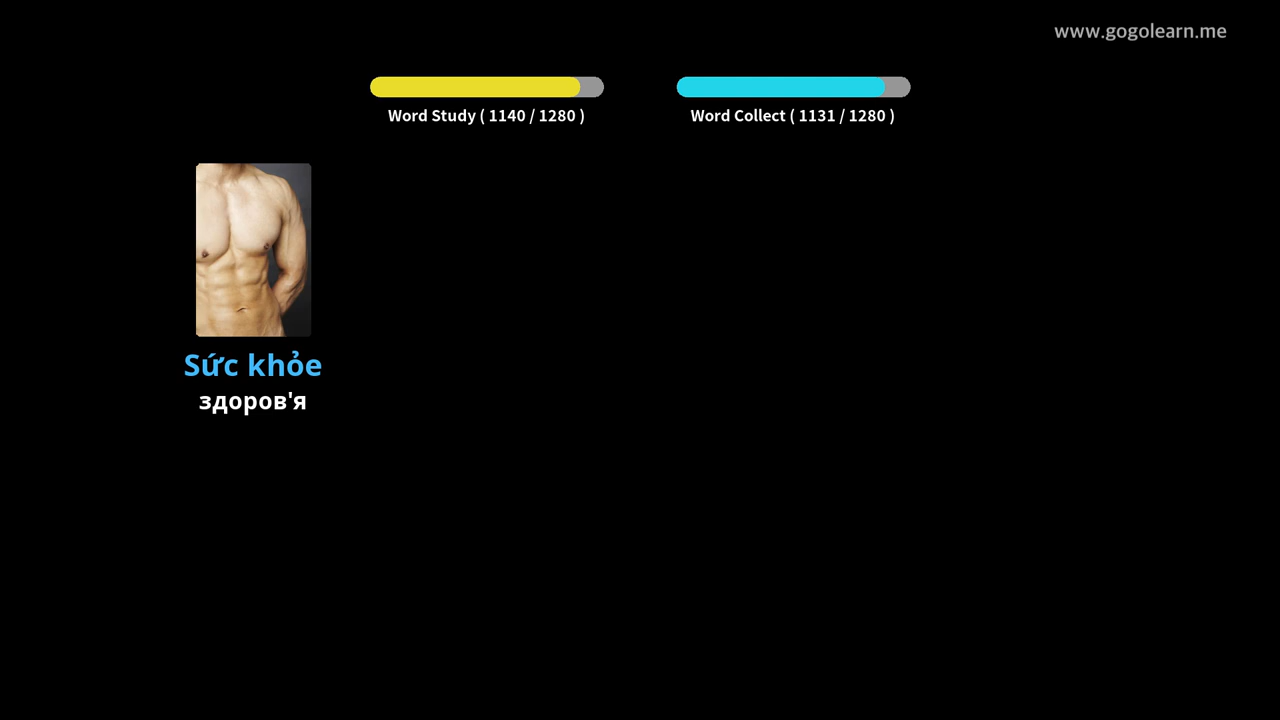 www.gogolearn.me
Word Study ( 1140 / 1280 )
Word Collect ( 1131 / 1280 )
Sức khỏe
здоров'я